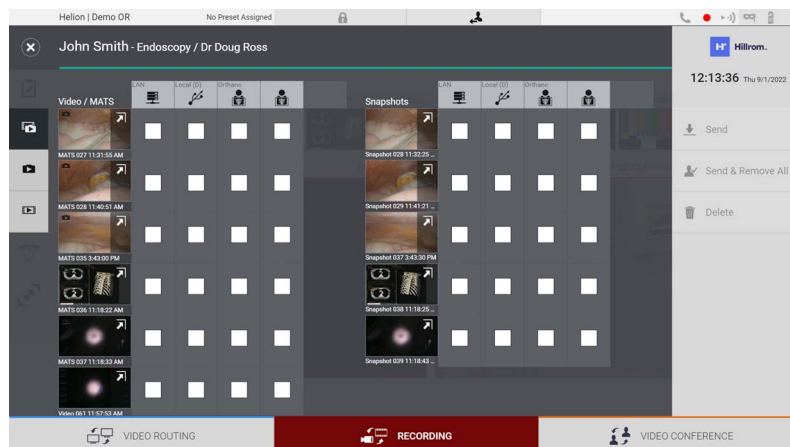 Helion | Demo OR
No Preset Assigned
John Smith - Endoscopy / Dr Doug Ross
H Hillrom.
12:13:36 Thu 9/1/2022
Video / MATS
LAN
Local (D)
Orthanc
Snapshots
LAN
Local (D)
Orthanc
MATS 027 11:31:55 AM
Snapshot 028 11:32:25 ...
Send
MATS 028 11:40:51 AM
Snapshot 029 11:41:21 ...
Send & Remove All
MATS 035 3:43:00 PM
Snapshot 037 3:43:30 PM
Delete
MATS 036 11:18:22 AM
Snapshot 038 11:18:25 ...
MATS 037 11:18:33 AM
Snapshot 039 11:18:43 ...
Video 061 11:57:53 AM
VIDEO ROUTING
RECORDING
VIDEO CONFERENCE